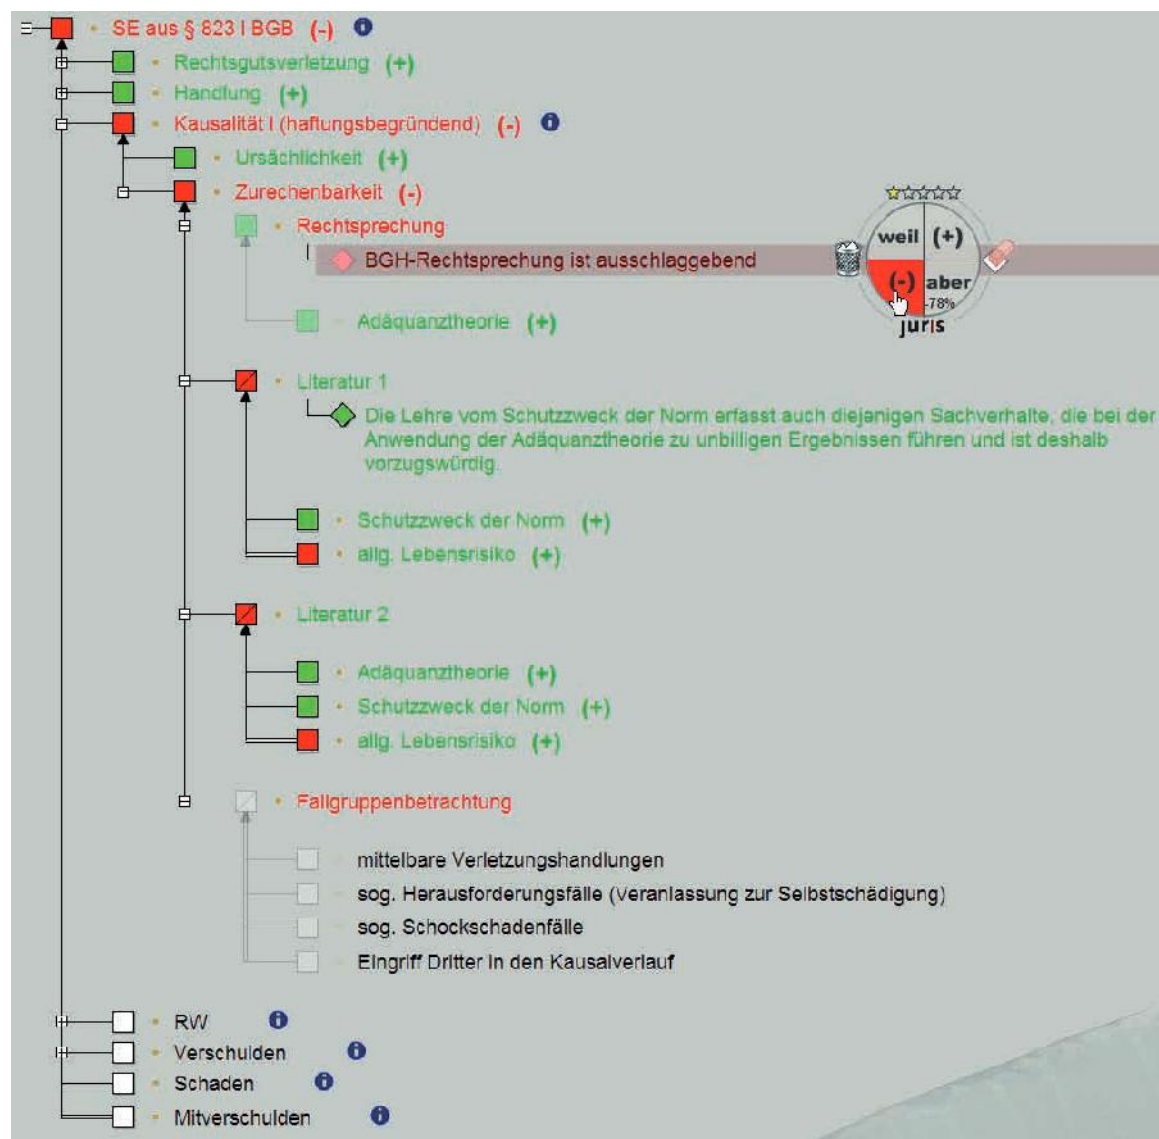 SE aus § 823 I BGB (-)
Rechtsgutsverletzung (+)
Handlung (+)
Kausalität I (haftungsbegründend) (-)
Ursächlichkeit (+)
Zurechenbarkeit (-)
Rechtsprechung
BGH-Rechtsprechung ist ausschlaggebend
weil (+)
(-) aber
-78%
juris
Adäquanztheorie (+)
Literatur 1
Die Lehre vom Schutzzweck der Norm erfasst auch diejenigen Sachverhalte, die bei der
Anwendung der Adäquanztheorie zu unbilligen Ergebnissen führen und ist deshalb
vorzugswürdig.
Schutzzweck der Norm (+)
allg. Lebensrisiko (+)
Literatur 2
Adäquanztheorie (+)
Schutzzweck der Norm (+)
allg. Lebensrisiko (+)
Fallgruppenbetrachtung
mittelbare Verletzungshandlungen
sog. Herausforderungsfälle (Veranlassung zur Selbstschädigung)
sog. Schockschadenfälle
Eingriff Dritter in den Kausalverlauf
RW
Verschulden
Schaden
Mitverschulden